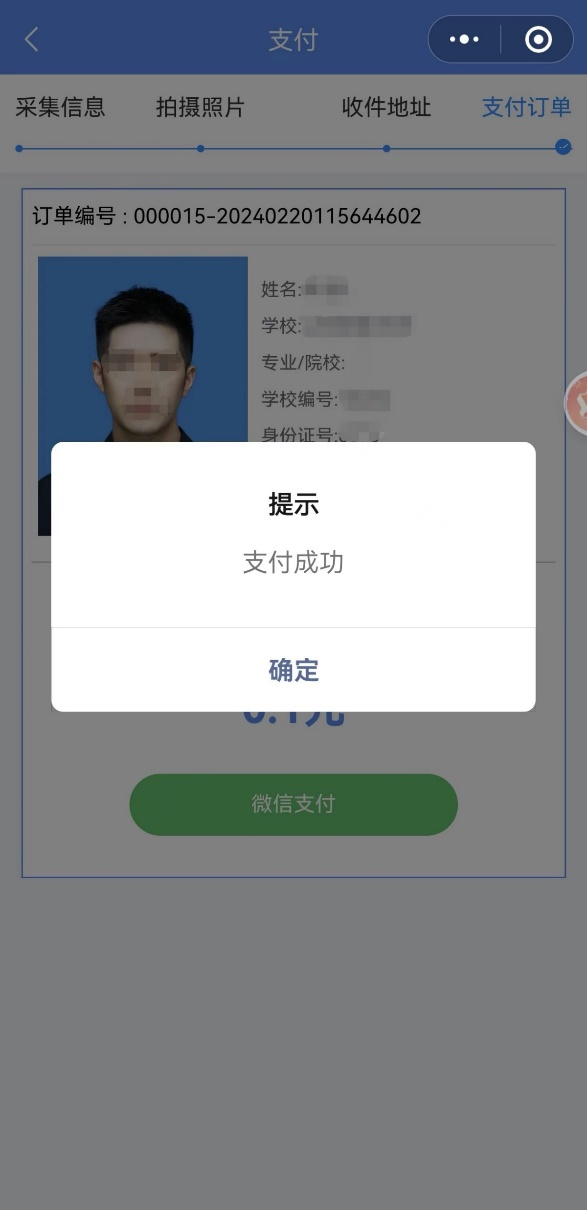 支付
采集信息 拍摄照片 收件地址 支付订单
订单编号 : 000015-20240220115644602
姓名:
学校:
专业/院校:
学校编号:
身份证号:
提示
支付成功
确定
微信支付